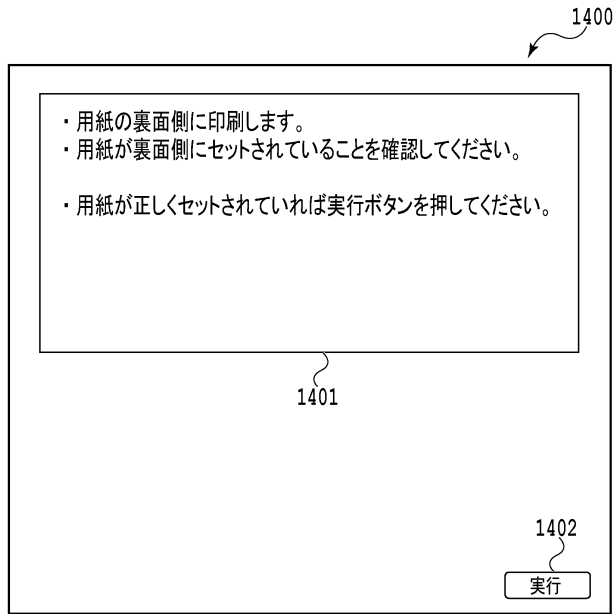 1400
・用紙の裏面側に印刷します。
・用紙が裏面側にセットされていることを確認してください。
・用紙が正しくセットされていれば実行ボタンを押してください。
1401
1402
実行